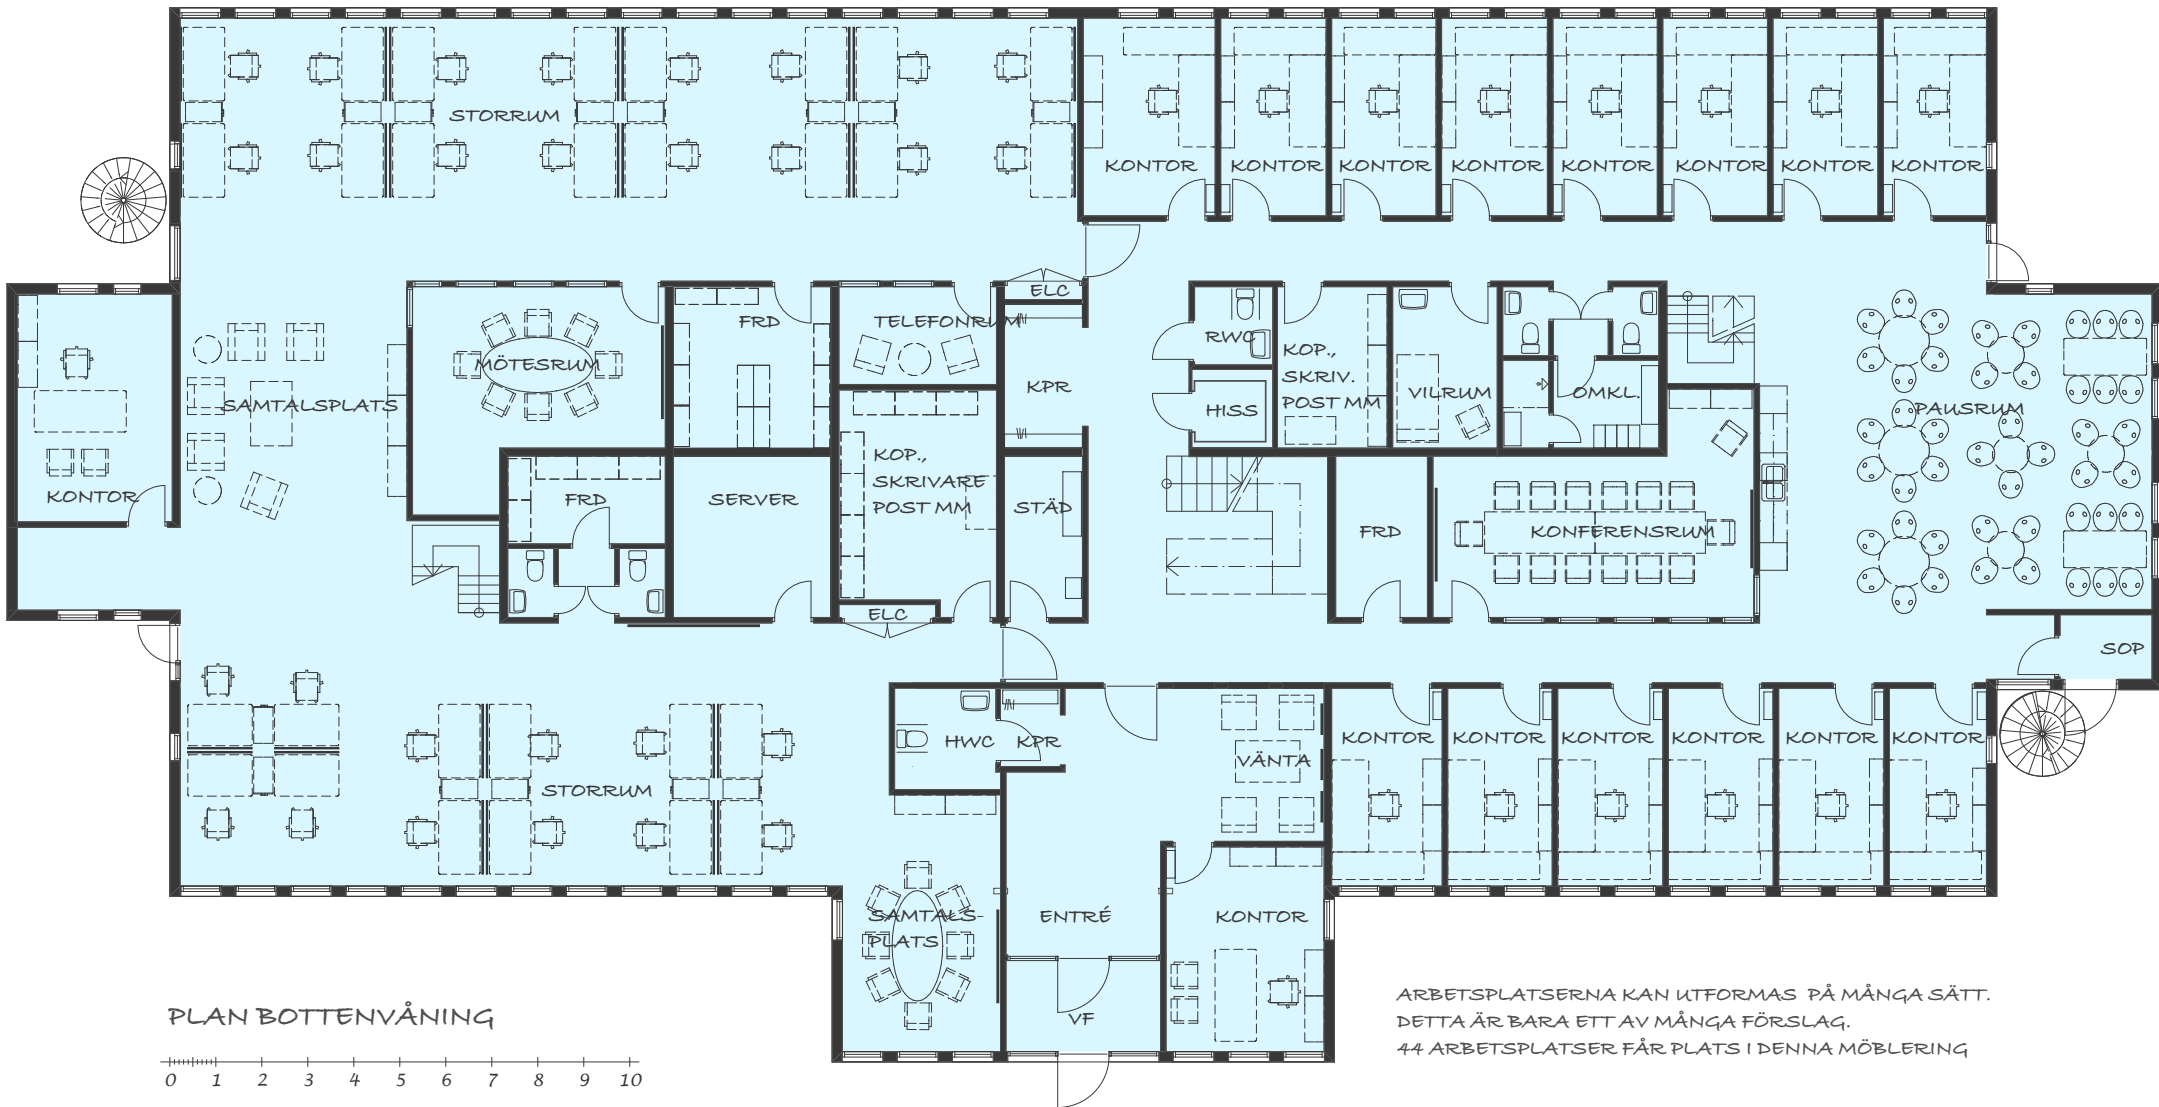 STORRUM
KONTOR
KONTOR
KONTOR
KONTOR
KONTOR
KONTOR
KONTOR
KONTOR
ELC
TELEFONRUM
FRD
RWC
KOP.,
SKRIV.
POST MM
MÖTESRUM
KPR
VILRUM
OMKL.
SAMTALSPLATS
HISS
PAUSRUM
KOP.,
SKRIVARE
POST MM
KONTOR
FRD
SERVER
STÄD
FRD
KONFERENSRUM
ELC
SOP
HWC
KPR
VÄNTA
KONTOR
KONTOR
KONTOR
KONTOR
KONTOR
KONTOR
STORRUM
SAMTALS-
PLATS
ENTRÉ
KONTOR
VF
PLAN BOTTENVÅNING
0 1 2 3 4 5 6 7 8 9 10
ARBETSPLATSERNA KAN UTFORMAS PÅ MÅNGA SÄTT.
DETTA ÄR BARA ETT AV MÅNGA FÖRSLAG.
44 ARBETSPLATSER FÅR PLATS I DENNA MÖBLERING